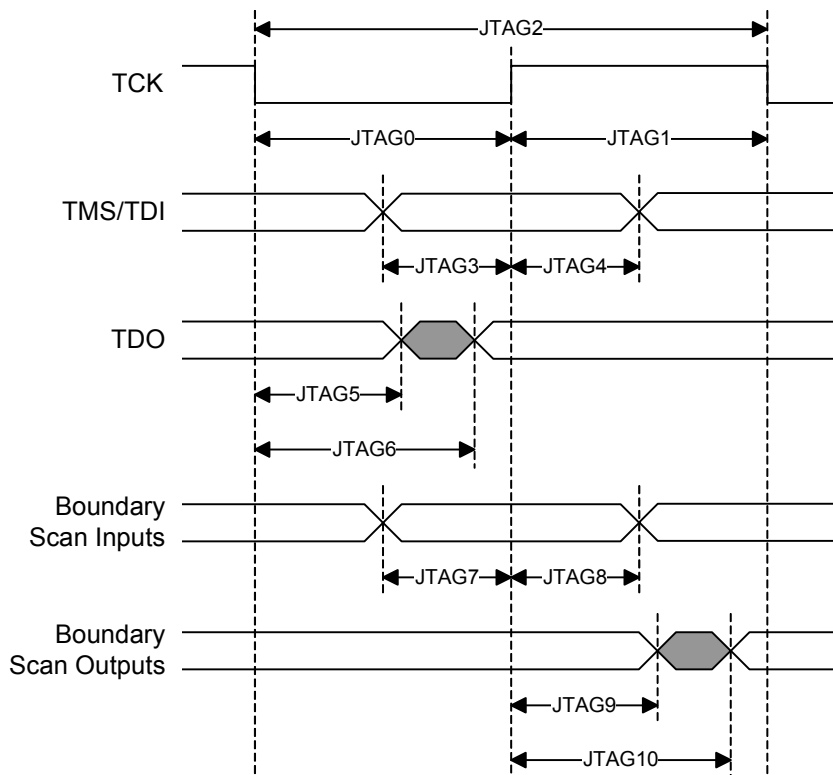 JTAG2
TCK
JTAG0
JTAG1
TMS/TDI
JTAG3
JTAG4
TDO
JTAG5
JTAG6
Boundary
Scan Inputs
JTAG7
JTAG8
Boundary
Scan Outputs
JTAG9
JTAG10